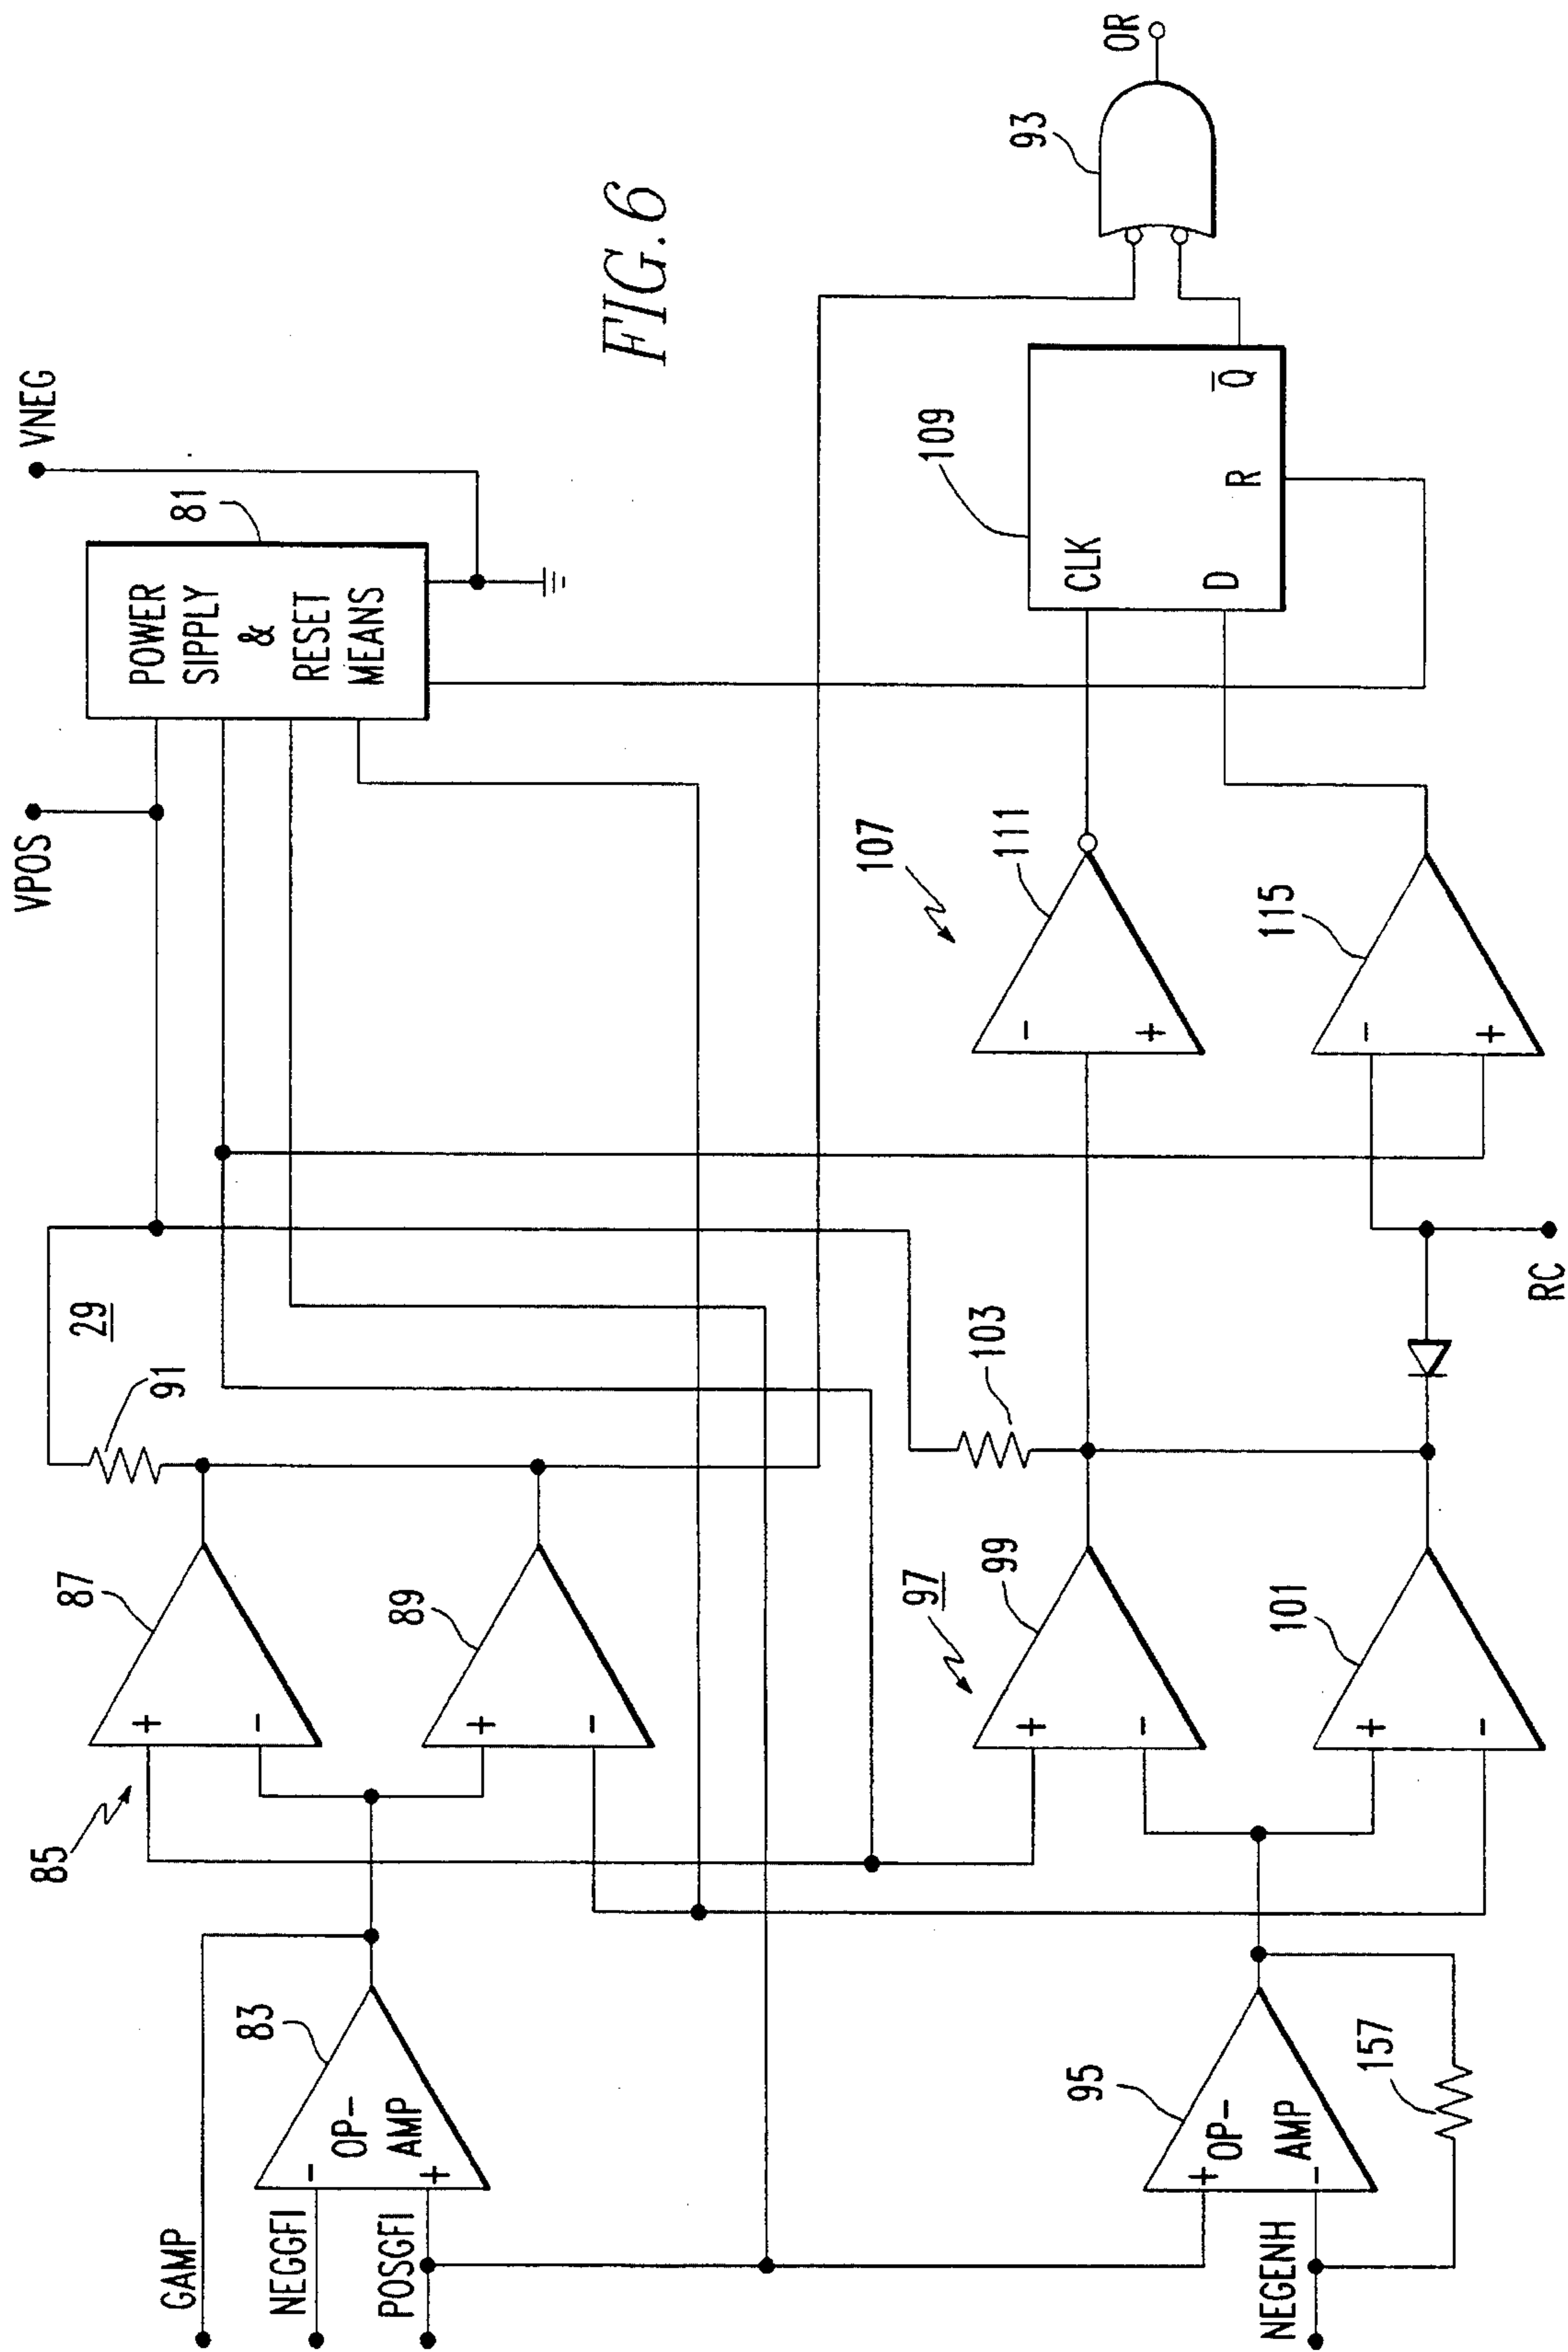 FIG.6
GAMP
NEGGFI
POSGFI
83
OP-
AMP
-
+
85
87
+
-
89
+
-
91
29
VPOS
POWER
SIPPLY
&
RESET
MEANS
81
VNEG
NEGENH
95
OP-
AMP
+
-
157
97
99
+
-
101
+
-
103
RC
107
111
-
+
115
-
+
109
CLK
D
R
Q̅
93
OR